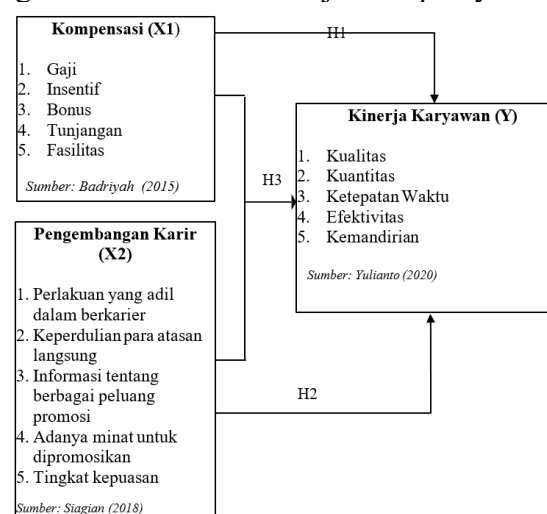 Kompensasi (X1)
1. Gaji
2. Insentif
3. Bonus
4. Tunjangan
5. Fasilitas
Sumber: Badriyah (2015)
Pengembangan Karir
(X2)
1. Perlakuan yang adil
dalam berkarier
2. Keperdulian para atasan
langsung
3. Informasi tentang
berbagai peluang
promosi
4. Adanya minat untuk
dipromosikan
5. Tingkat kepuasan
Sumber: Siagian (2018)
H1
H3
H2
Kinerja Karyawan (Y)
1. Kualitas
2. Kuantitas
3. Ketepatan Waktu
4. Efektivitas
5. Kemandirian
Sumber: Yulianto (2020)